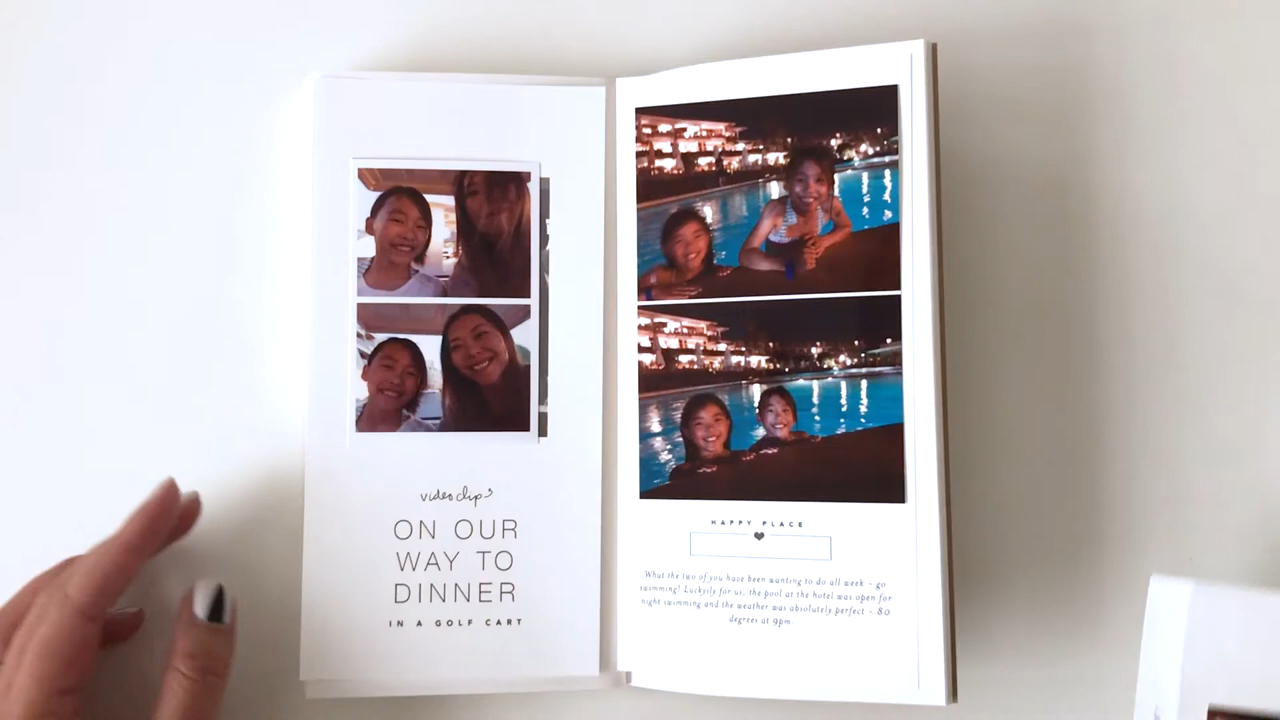 video clip
ON OUR
WAY TO
DINNER
IN A GOLF CART
HAPPY PLACE
What the two of you have been wanting to do all week - go
swimming! Luckyily for us, the pool at the hotel was open for
night swimming and the weather was absolutely perfect - 80
degrees at 9pm.